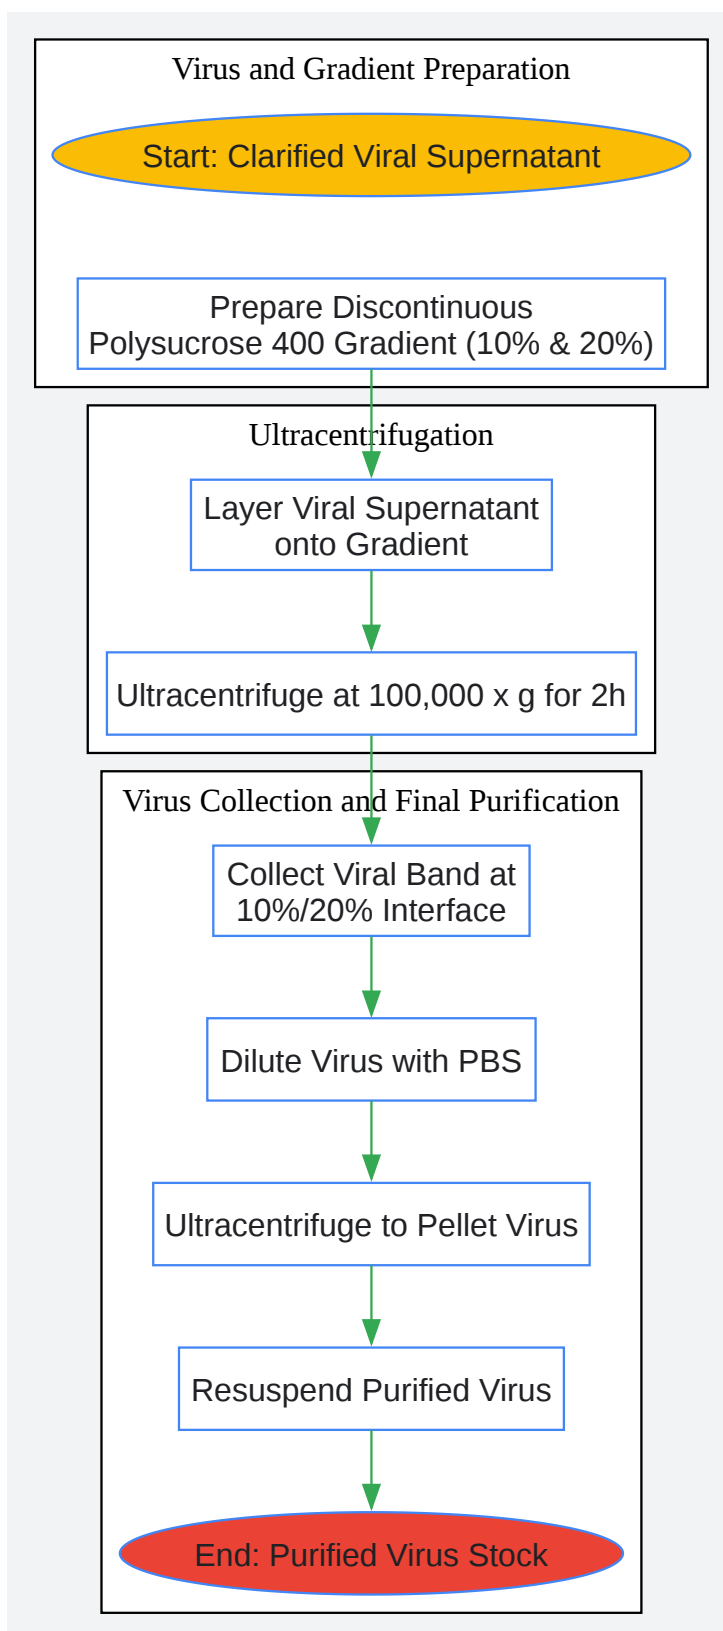 Virus and Gradient Preparation
Start: Clarified Viral Supernatant
Prepare Discontinuous
Polysucrose 400 Gradient (10% & 20%)
Ultracentrifugation
Layer Viral Supernatant
onto Gradient
Ultracentrifuge at 100,000 x g for 2h
Virus Collection and Final Purification
Collect Viral Band at
10%/20% Interface
Dilute Virus with PBS
Ultracentrifuge to Pellet Virus
Resuspend Purified Virus
End: Purified Virus Stock